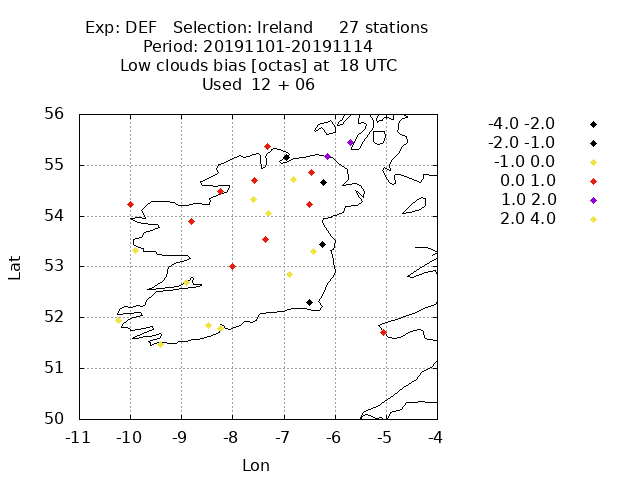 Exp: DEF Selection: Ireland 27 stations
Period: 20191101-20191114
Low clouds bias [octas] at 18 UTC
Used 12 + 06
56
55
54
53
52
51
50
Lat
-11 -10 -9 -8 -7 -6 -5 -4
Lon
-4.0 -2.0
-2.0 -1.0
-1.0 0.0
0.0 1.0
1.0 2.0
2.0 4.0